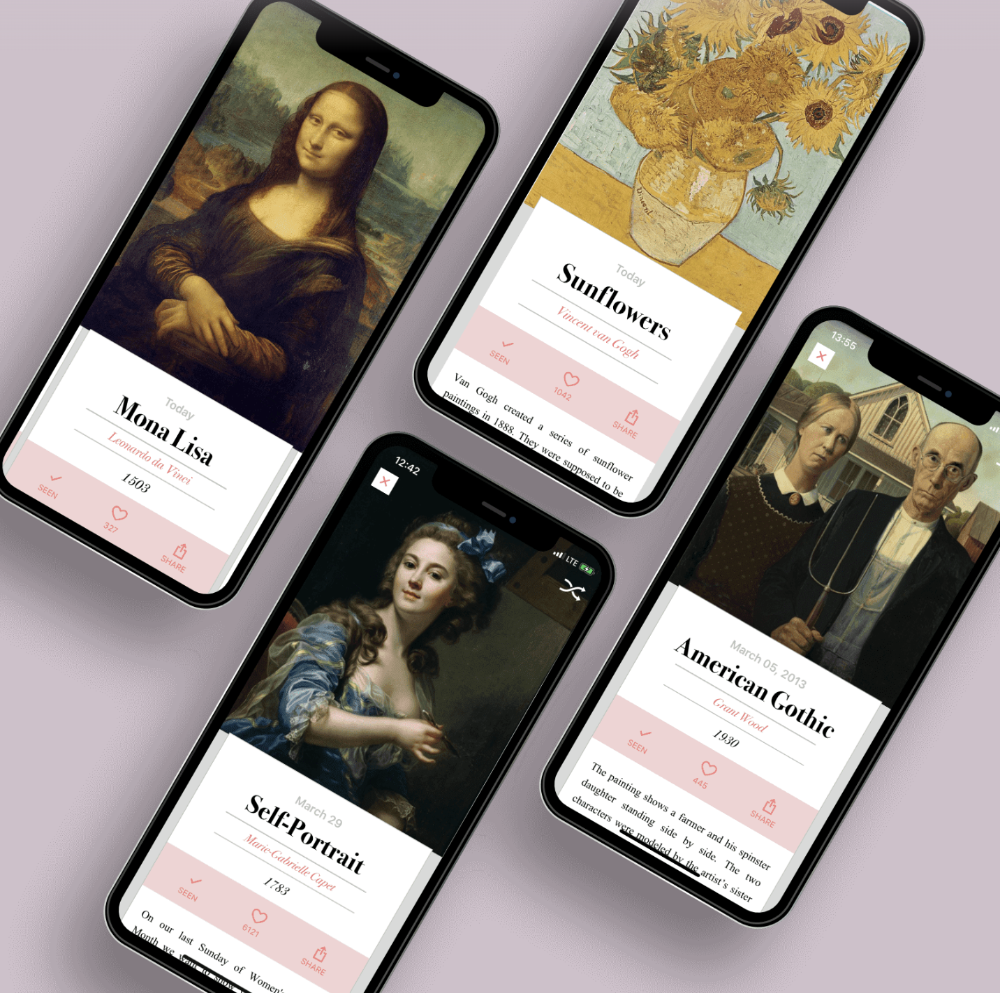 Today
Mona Lisa
Leonardo da Vinci
1503
SEEN
327
SHARE
Vincent
Today
Sunflowers
Vincent van Gogh
SEEN
1042
SHARE
Van Gogh created a series of sunflower
paintings in 1888. They were supposed to be
12:42
LTE
March 29
Self-Portrait
Marie-Gabrielle Capet
1783
SEEN
6121
SHARE
On our last Sunday of Women's
Month we want to show
13:55
March 05, 2013
American Gothic
Grant Wood
1930
SEEN
445
SHARE
The painting shows a farmer and his spinster
daughter standing side by side. The two
characters were modeled by the artist's sister